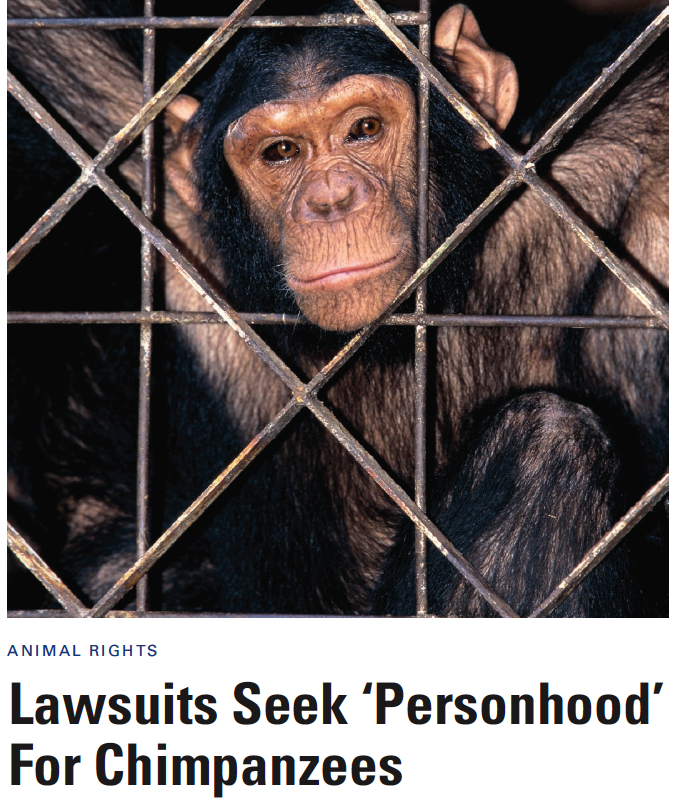 ANIMAL RIGHTS
Lawsuits Seek ‘Personhood’
For Chimpanzees